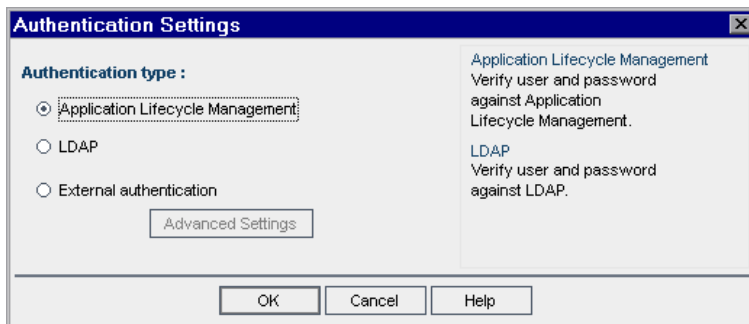 Authentication Settings
Authentication type :
Application Lifecycle Management
LDAP
External authentication
Advanced Settings
Application Lifecycle Management
Verify user and password
against Application
Lifecycle Management.
LDAP
Verify user and password
against LDAP.
OK
Cancel
Help